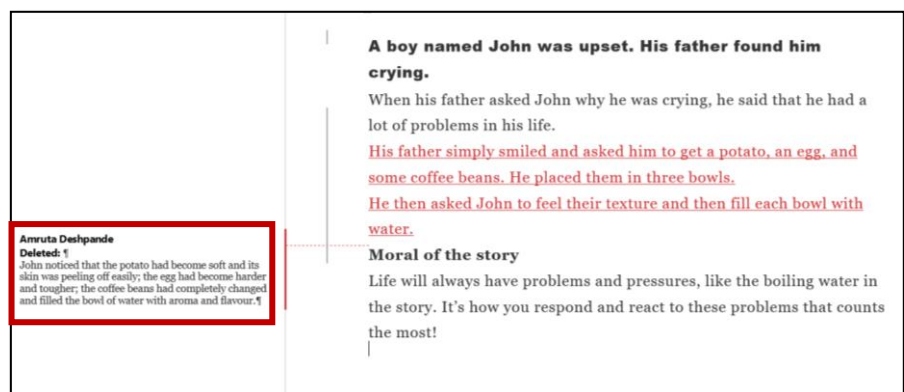 A boy named John was upset. His father found him
crying.
When his father asked John why he was crying, he said that he had a
lot of problems in his life.
His father simply smiled and asked him to get a potato, an egg, and
some coffee beans. He placed them in three bowls.
He then asked John to feel their texture and then fill each bowl with
water.
Amruta Deshpande
Deleted: ¶
John noticed that the potato had become soft and its
skin was peeling off easily; the egg had become harder
and tougher; the coffee beans had completely changed
and filled the bowl of water with aroma and flavour.¶
Moral of the story
Life will always have problems and pressures, like the boiling water in
the story. It's how you respond and react to these problems that counts
the most!